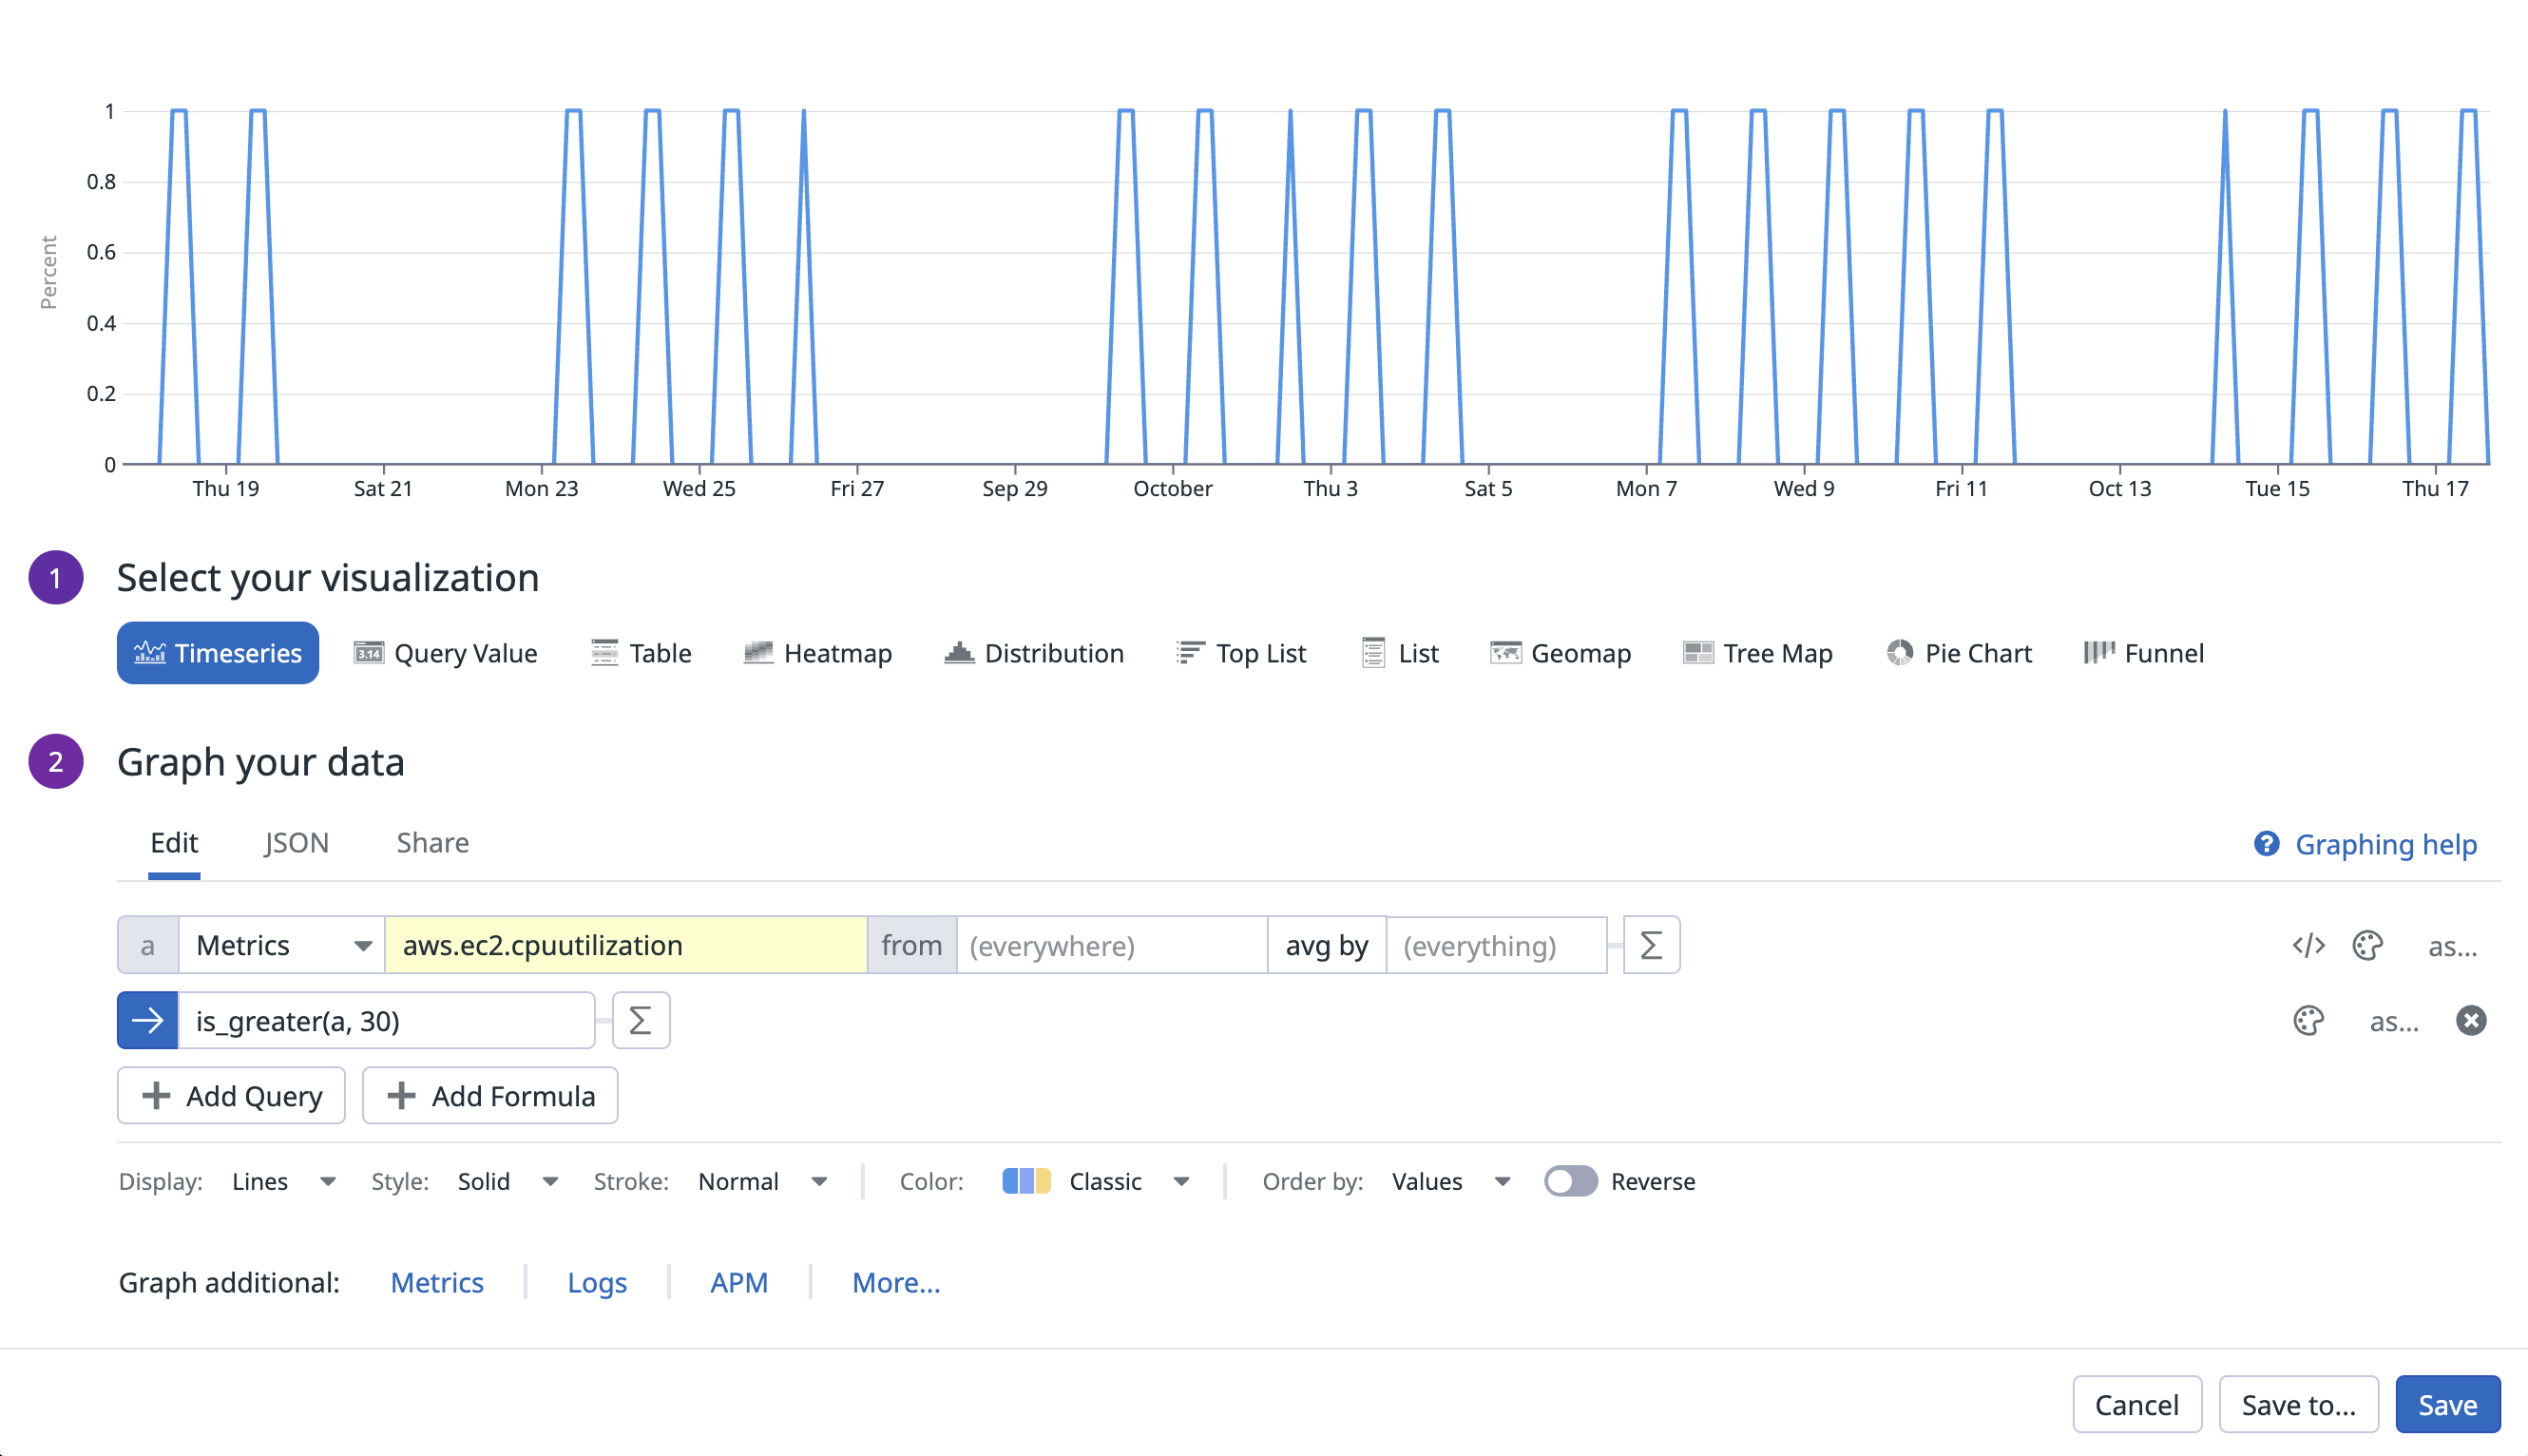 1
0.8
0.6
0.4
0.2
0
Percent
Thu 19 Sat 21 Mon 23 Wed 25 Fri 27 Sep 29 October Thu 3 Sat 5 Mon 7 Wed 9 Fri 11 Oct 13 Tue 15 Thu 17
1 Select your visualization
Timeseries 3.14 Query Value Table Heatmap Distribution Top List List Geomap Tree Map Pie Chart Funnel
2 Graph your data
Edit JSON Share ? Graphing help
a Metrics aws.ec2.cpuutilization from (everywhere) avg by (everything) Σ </> as...
→ is_greater(a, 30) Σ as...
+ Add Query + Add Formula
Display: Lines Style: Solid Stroke: Normal Color: Classic Order by: Values Reverse
Graph additional: Metrics Logs APM More...
Cancel Save to... Save